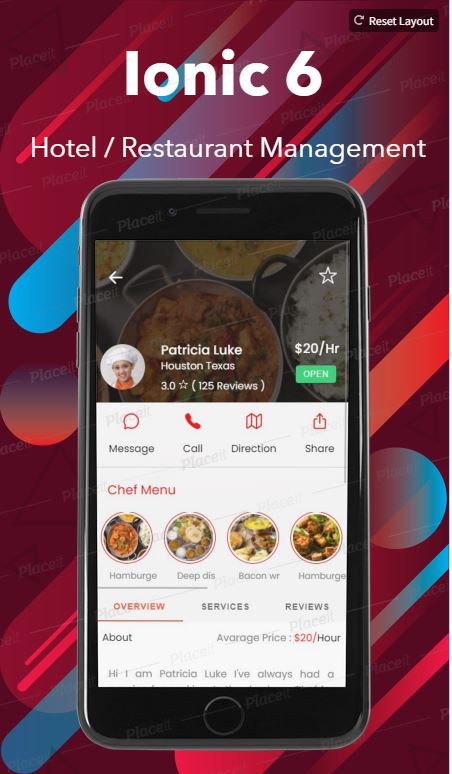 Reset Layout
Ionic 6
Hotel / Restaurant Management
Patricia Luke
Houston Texas
3.0 ☆ ( 125 Reviews )
$20/Hr
OPEN
Message Call Direction Share
Chef Menu
Hamburge Deep dis Bacon wr Hamburge
OVERVIEW SERVICES REVIEWS
About Avarage Price : $20/Hour
Hi I am Patricia Luke I've always had a
Placeit